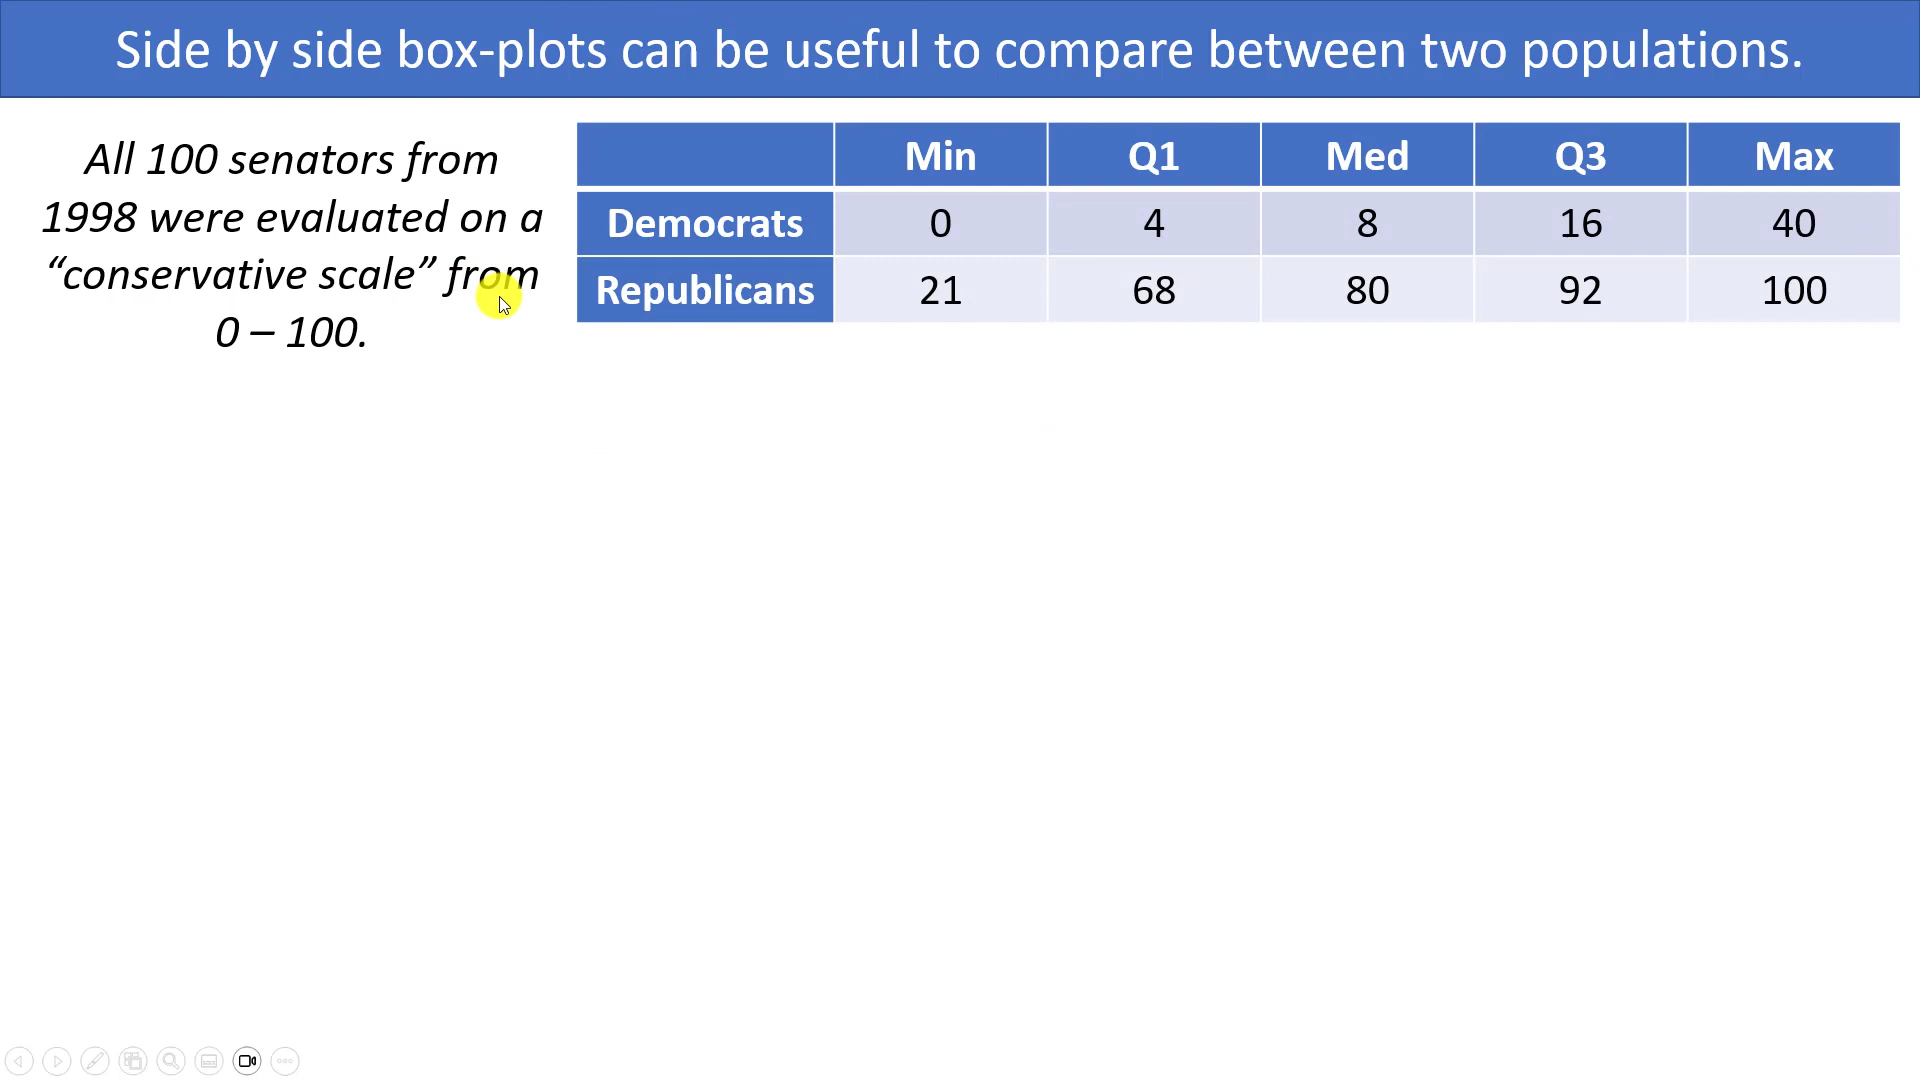 Side by side box-plots can be useful to compare between two populations.
All 100 senators from
1998 were evaluated on a
“conservative scale” from
0 – 100.
Min Q1 Med Q3 Max
Democrats 0 4 8 16 40
Republicans 21 68 80 92 100